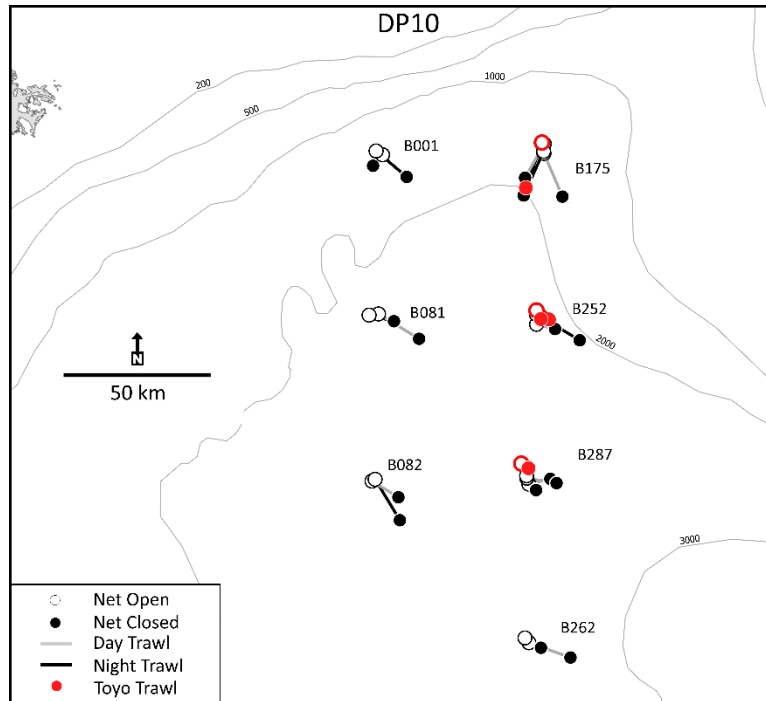 DP10
200
500
1000
B001
B175
B081
B252
2000
N
50 km
B082
B287
3000
B262
Net Open
Net Closed
Day Trawl
Night Trawl
Toyo Trawl